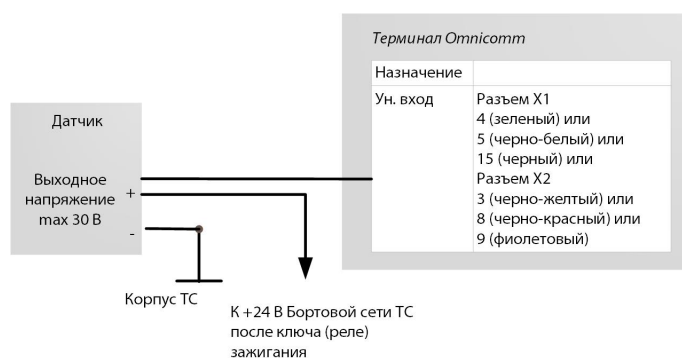 Терминал Omnicomm
Назначение
Ун. вход
Разъем X1
4 (зеленый) или
5 (черно-белый) или
15 (черный) или
Разъем X2
3 (черно-желтый) или
8 (черно-красный) или
9 (фиолетовый)
Датчик
Выходное
напряжение
max 30 В
+
-
Корпус ТС
К +24 В Бортовой сети ТС
после ключа (реле)
зажигания